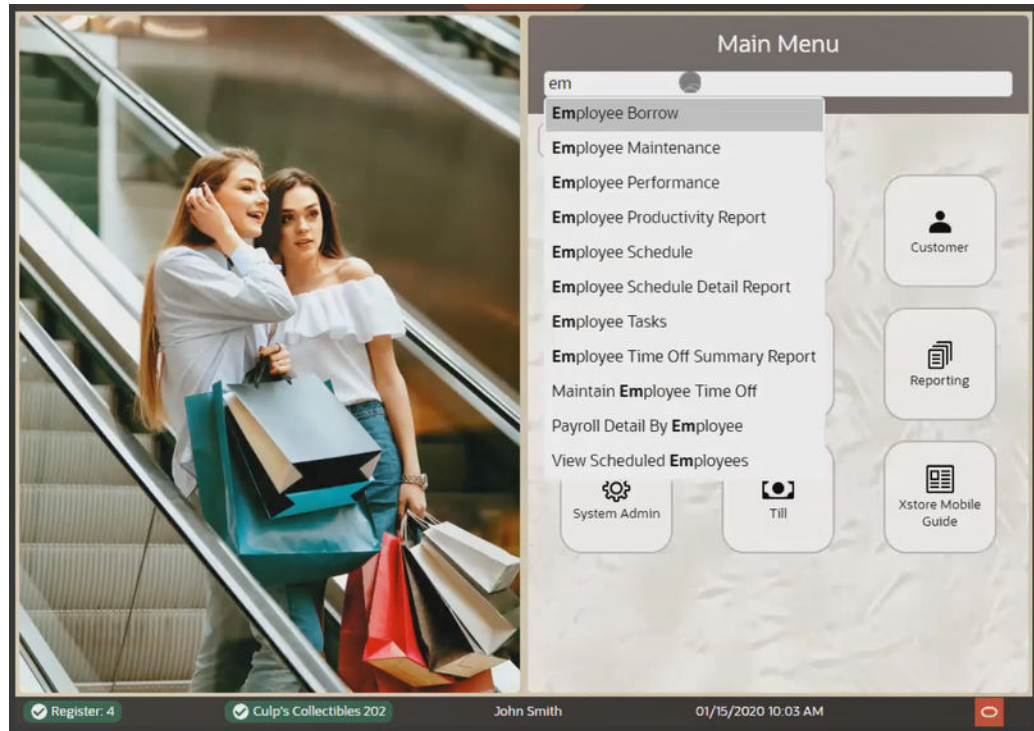 Main Menu
em
Employee Borrow
Employee Maintenance
Employee Performance
Employee Productivity Report
Employee Schedule
Employee Schedule Detail Report
Employee Tasks
Employee Time Off Summary Report
Maintain Employee Time Off
Payroll Detail By Employee
View Scheduled Employees
Customer
Reporting
System Admin
Till
Xstore Mobile
Guide
Register: 4
Culp's Collectibles 202
John Smith
01/15/2020 10:03 AM